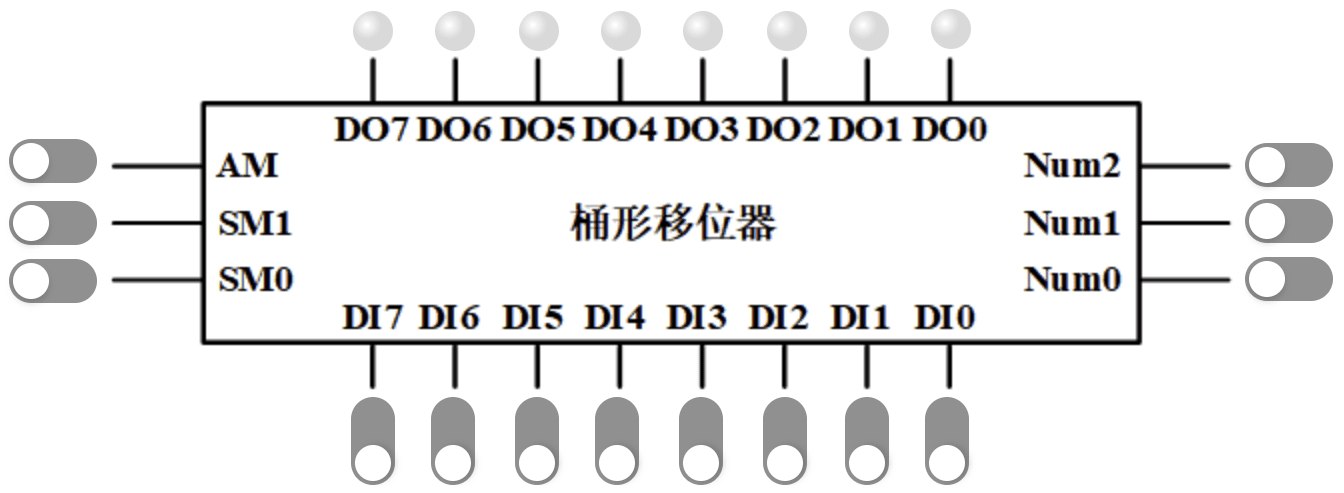 DO7 DO6 DO5 DO4 DO3 DO2 DO1 DO0
AM
Num2
SM1
桶形移位器
Num1
SM0
Num0
DI7 DI6 DI5 DI4 DI3 DI2 DI1 DI0